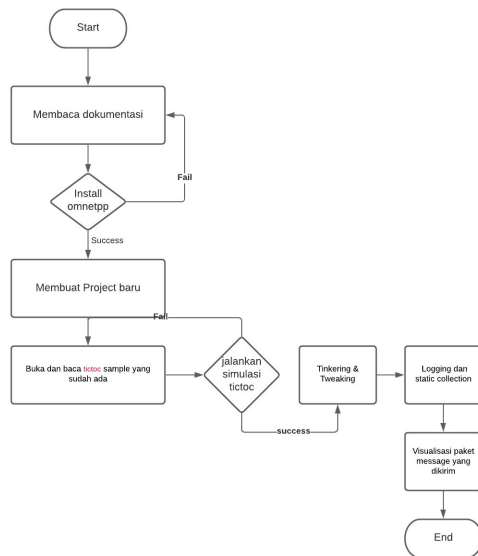 Start
Membaca dokumentasi
Fail
Install
omnetpp
Success
Membuat Project baru
Fail
Buka dan baca tictoc sample yang
sudah ada
jalankan
simulasi
tictoc
success
Tinkering &
Tweaking
Logging dan
static collection
Visualisasi paket
message yang
dikirim
End